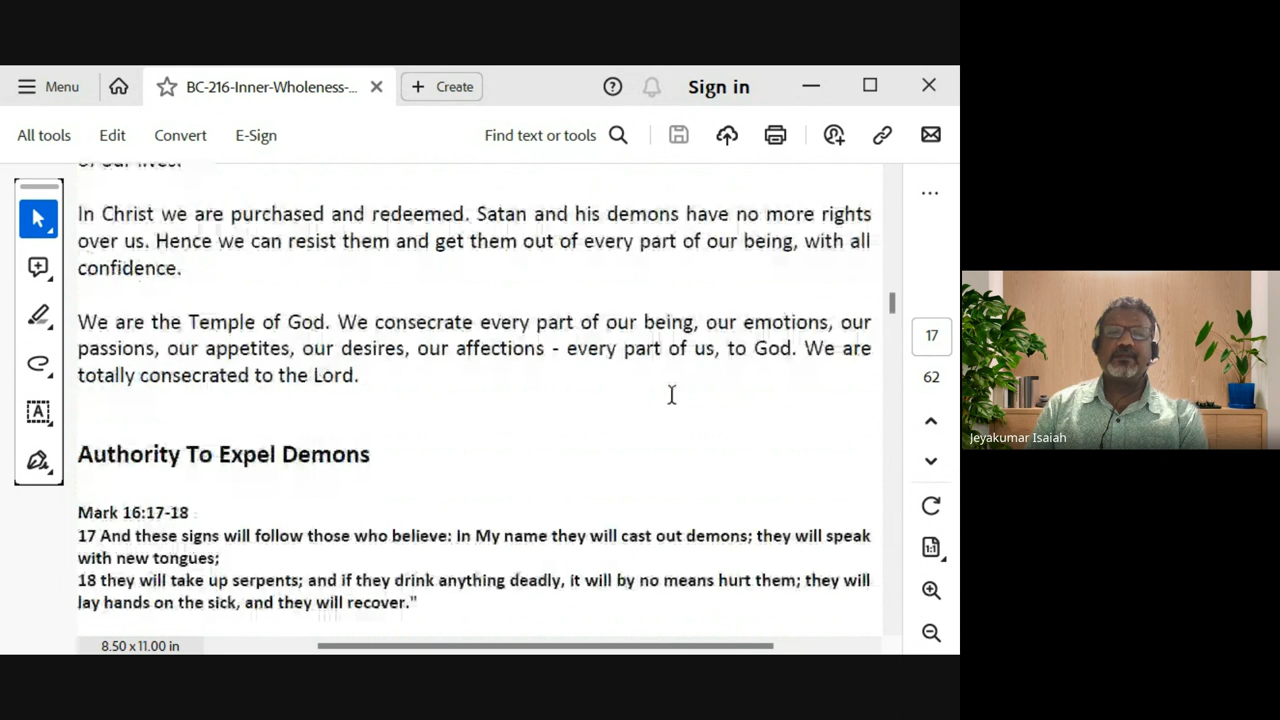 Menu
BC-216-Inner-Wholeness-...
Create
Sign in
All tools
Edit
Convert
E-Sign
Find text or tools
In Christ we are purchased and redeemed. Satan and his demons have no more rights
over us. Hence we can resist them and get them out of every part of our being, with all
confidence.
We are the Temple of God. We consecrate every part of our being, our emotions, our
passions, our appetites, our desires, our affections - every part of us, to God. We are
totally consecrated to the Lord.
17
62
Authority To Expel Demons
Jeyakumar Isaiah
Mark 16:17-18
17 And these signs will follow those who believe: In My name they will cast out demons; they will speak
with new tongues;
18 they will take up serpents; and if they drink anything deadly, it will by no means hurt them; they will
lay hands on the sick, and they will recover."
1:1
8.50 x 11.00 in